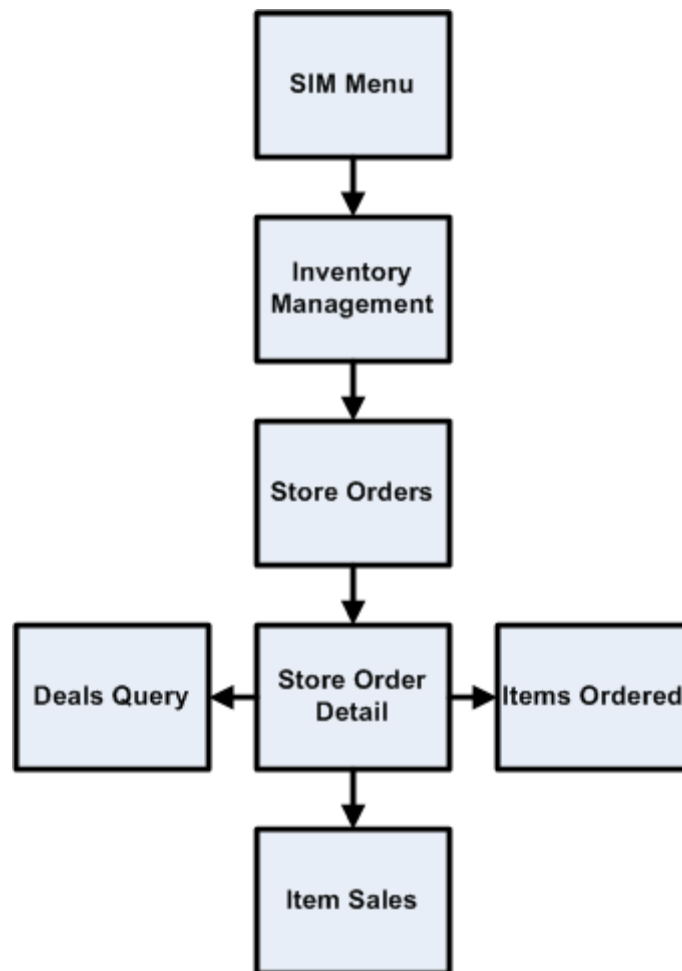 SIM Menu
Inventory
Management
Store Orders
Deals Query
Store Order
Detail
Items Ordered
Item Sales